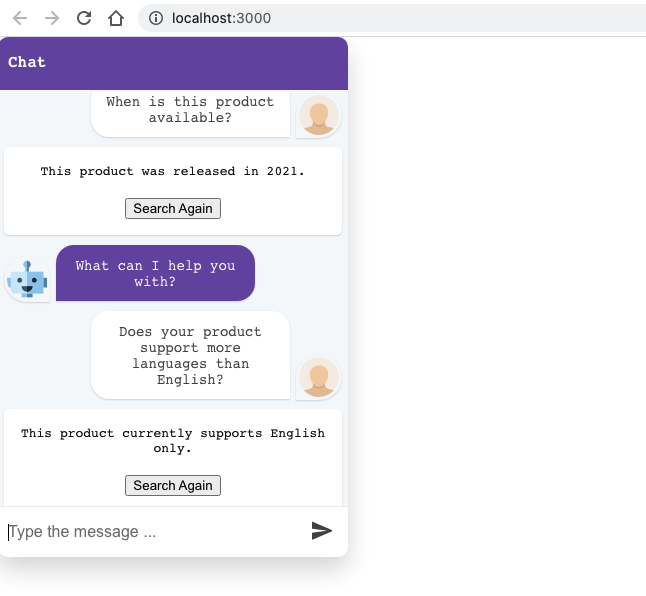 localhost:3000
Chat
When is this product
available?
This product was released in 2021.
Search Again
What can I help you
with?
Does your product
support more
languages than
English?
This product currently supports English
only.
Search Again
Type the message ...